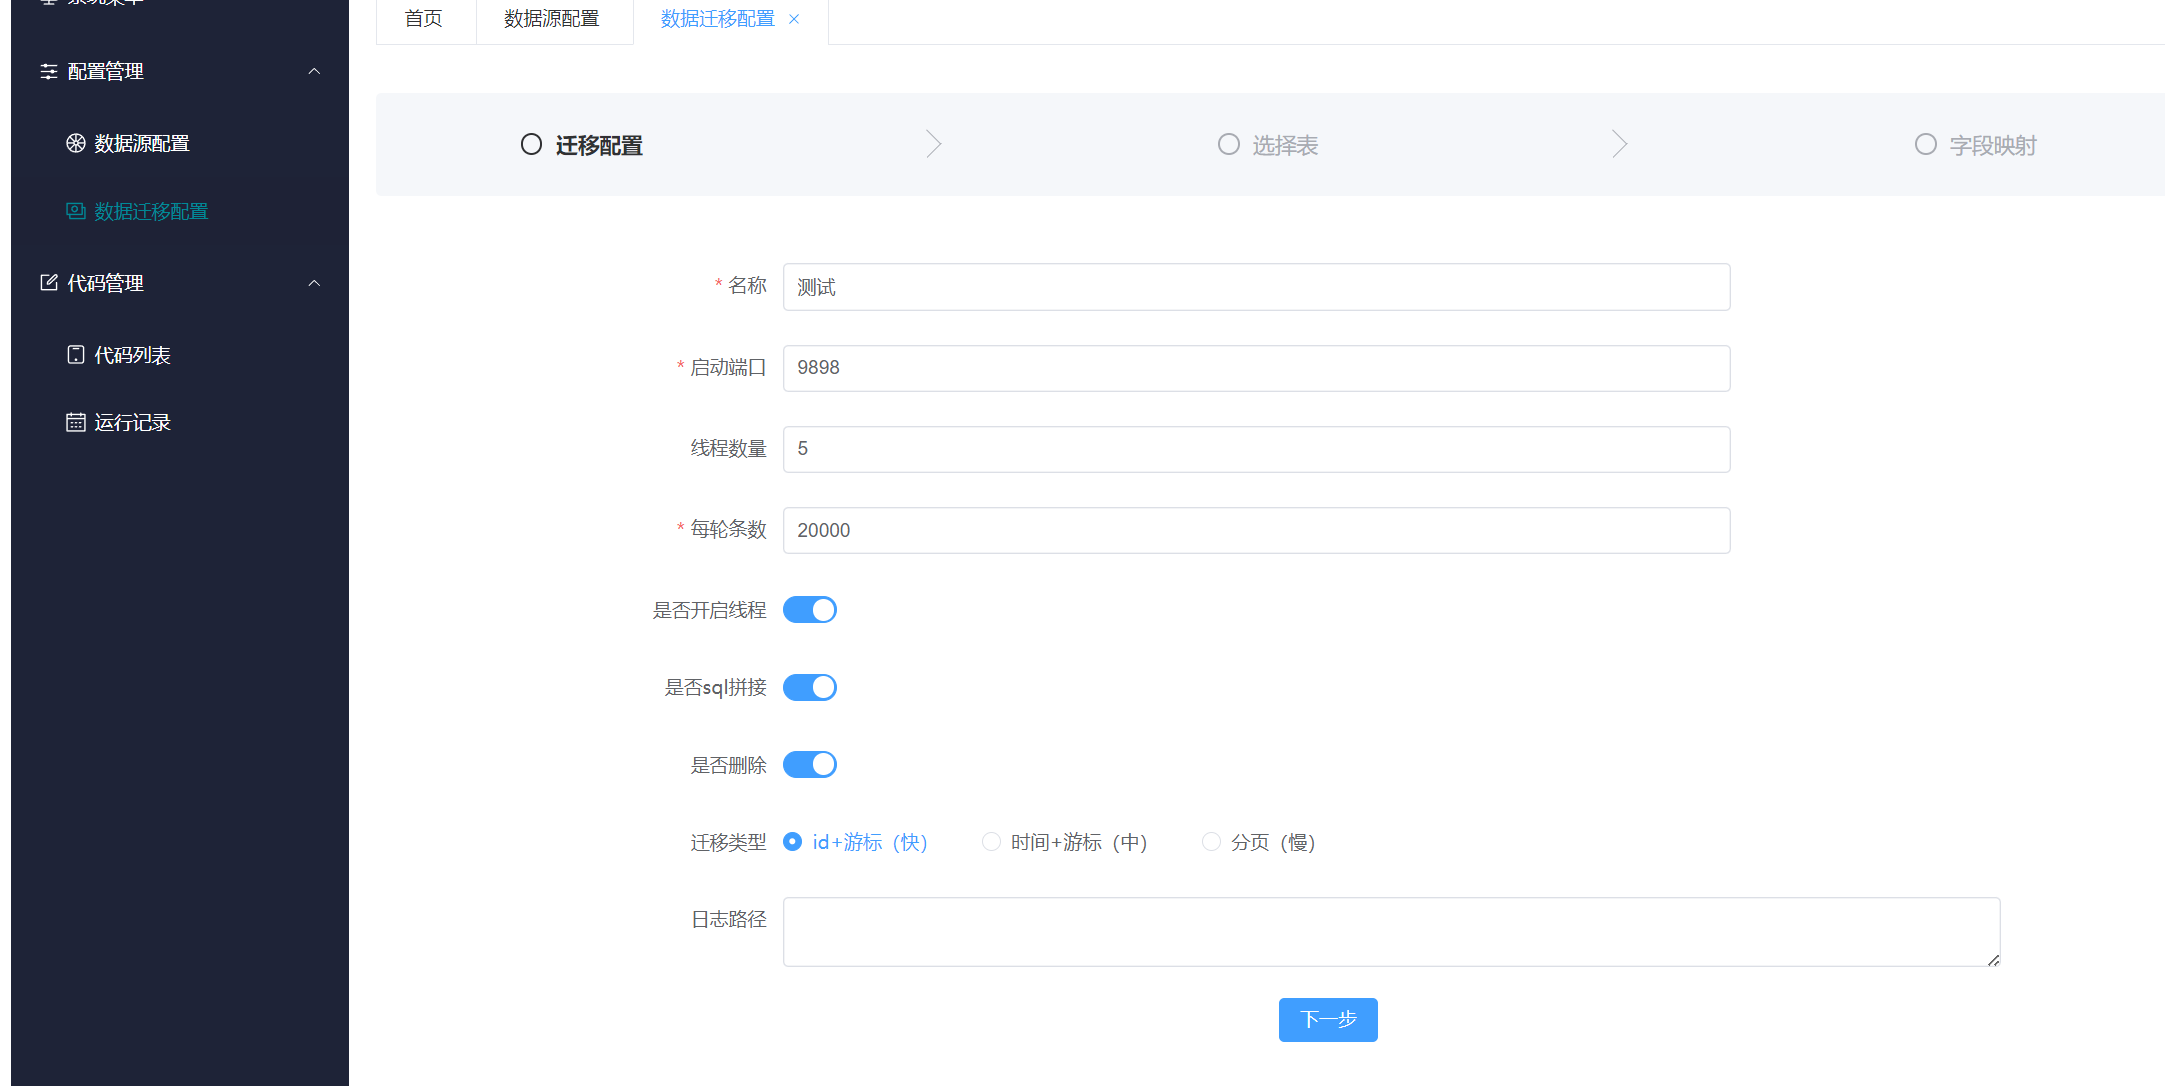 配置管理
数据源配置
数据迁移配置
代码管理
代码列表
运行记录
首页
数据源配置
数据迁移配置
迁移配置
选择表
字段映射
* 名称 测试
* 启动端口 9898
线程数量 5
* 每轮条数 20000
是否开启线程
是否sql拼接
是否删除
迁移类型 id+游标（快） 时间+游标（中） 分页（慢）
日志路径
下一步